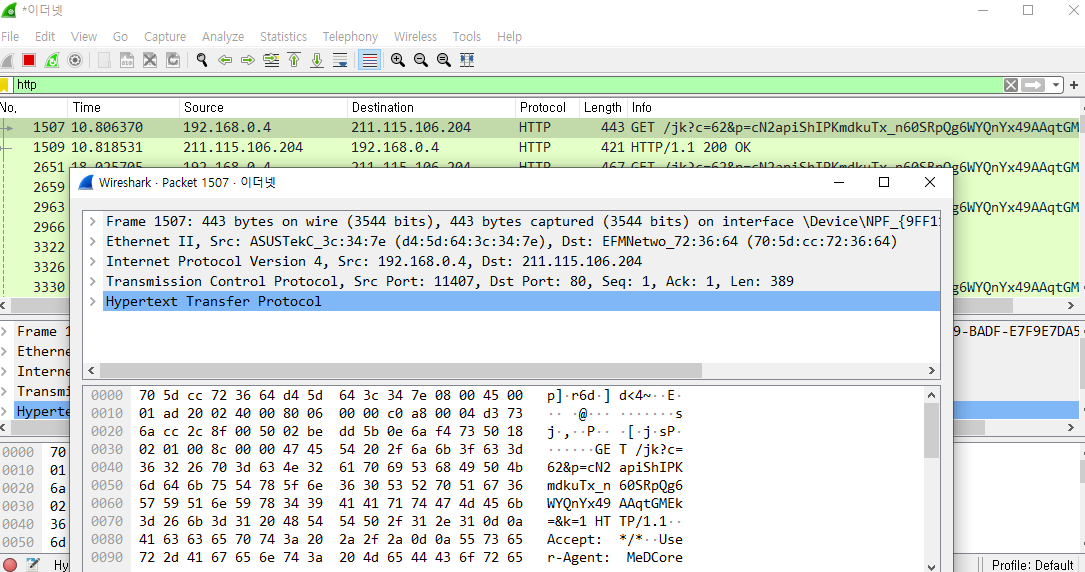 *이더넷
File Edit View Go Capture Analyze Statistics Telephony Wireless Tools Help
http
No. Time Source Destination Protocol Length Info
1507 10.806370 192.168.0.4 211.115.106.204 HTTP 443 GET /jk?c=62&p=cN2apiShIPKmdkuTx_n60SRpQg6WYQnYx49AAqtGM
1509 10.818531 211.115.106.204 192.168.0.4 HTTP 421 HTTP/1.1 200 OK
2651
2659
2963
2966
3322
3326
3330
Wireshark · Packet 1507 · 이더넷
Frame 1507: 443 bytes on wire (3544 bits), 443 bytes captured (3544 bits) on interface \Device\NPF_{9FF1
Ethernet II, Src: ASUSTekC_3c:34:7e (d4:5d:64:3c:34:7e), Dst: EFMNetwo_72:36:64 (70:5d:cc:72:36:64)
Internet Protocol Version 4, Src: 192.168.0.4, Dst: 211.115.106.204
Transmission Control Protocol, Src Port: 11407, Dst Port: 80, Seq: 1, Ack: 1, Len: 389
Hypertext Transfer Protocol
0000 70 5d cc 72 36 64 d4 5d 64 3c 34 7e 08 00 45 00 p]·r6d·] d<4~··E·
0010 01 ad 20 02 40 00 80 06 00 00 c0 a8 00 04 d3 73 ·· ·@··· ·······s
0020 6a cc 2c 8f 00 50 02 be dd 5b 0e 6a f4 73 50 18 j·,··P·· ·[·j·sP·
0030 02 01 00 8c 00 00 47 45 54 20 2f 6a 6b 3f 63 3d ······GE T /jk?c=
0040 36 32 26 70 3d 63 4e 32 61 70 69 53 68 49 50 4b 62&p=cN2 apiShIPK
0050 6d 64 6b 75 54 78 5f 6e 36 30 53 52 70 51 67 36 mdkuTx_n 60SRpQg6
0060 57 59 51 6e 59 78 34 39 41 41 71 74 47 4d 45 6b WYQnYx49 AAqtGMEk
0070 3d 26 6b 3d 31 20 48 54 54 50 2f 31 2e 31 0d 0a =&k=1 HT TP/1.1··
0080 41 63 63 65 70 74 3a 20 2a 2f 2a 0d 0a 55 73 65 Accept: */*··Use
0090 72 2d 41 67 65 6e 74 3a 20 4d 65 44 43 6f 72 65 r-Agent: MeDCore
Frame 1
9-BADF-E7F9E7DA5
Etherne
Interne
Transmi
Hyperte
0000 70
0010 01
0020 6a
0030 02
0040 36
0050 6d
Hy
Profile: Default